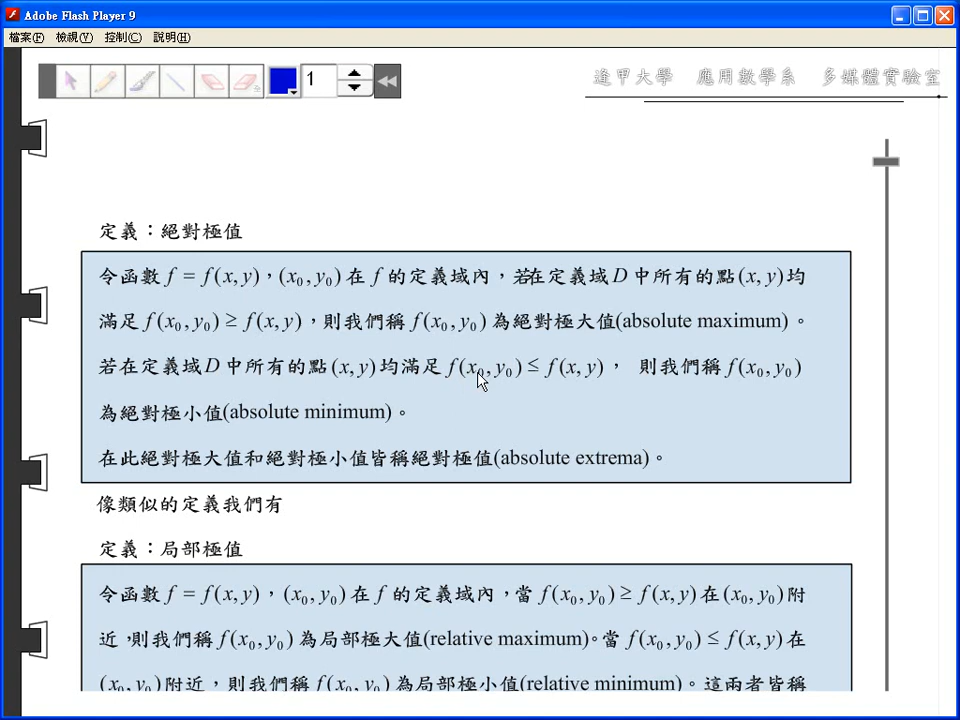 Adobe Flash Player 9
檔案(F) 檢視(V) 控制(C) 說明(H)
1
逢甲大學 應用數學系 多媒體實驗室
定義：絕對極值
令函數 f = f(x, y)，(x₀, y₀) 在 f 的定義域內，若在定義域 D 中所有的點(x, y)均
滿足 f(x₀, y₀) ≥ f(x, y)，則我們稱 f(x₀, y₀) 為絕對極大值(absolute maximum)。
若在定義域 D 中所有的點 (x, y)均滿足 f(x₀, y₀) ≤ f(x, y)， 則我們稱 f(x₀, y₀)
為絕對極小值(absolute minimum)。
在此絕對極大值和絕對極小值皆稱絕對極值(absolute extrema)。
像類似的定義我們有
定義：局部極值
令函數 f = f(x, y)，(x₀, y₀) 在 f 的定義域內，當 f(x₀, y₀) ≥ f(x, y) 在 (x₀, y₀) 附
近，則我們稱 f(x₀, y₀) 為局部極大值(relative maximum)。當 f(x₀, y₀) ≤ f(x, y) 在
(x₀, y₀) 附近，則我們稱 f(x₀, y₀) 為局部極小值(relative minimum)。這兩者皆稱